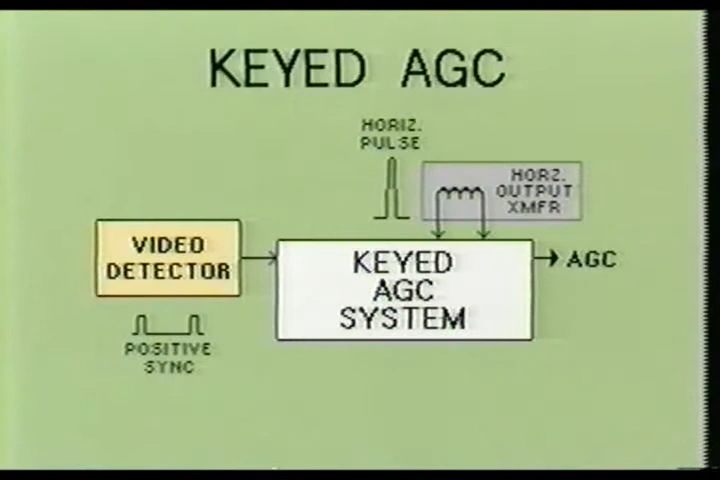 KEYED AGC
HORIZ.
PULSE
HORZ.
OUTPUT
XMFR
VIDEO
DETECTOR
KEYED
AGC
SYSTEM
AGC
POSITIVE
SYNC